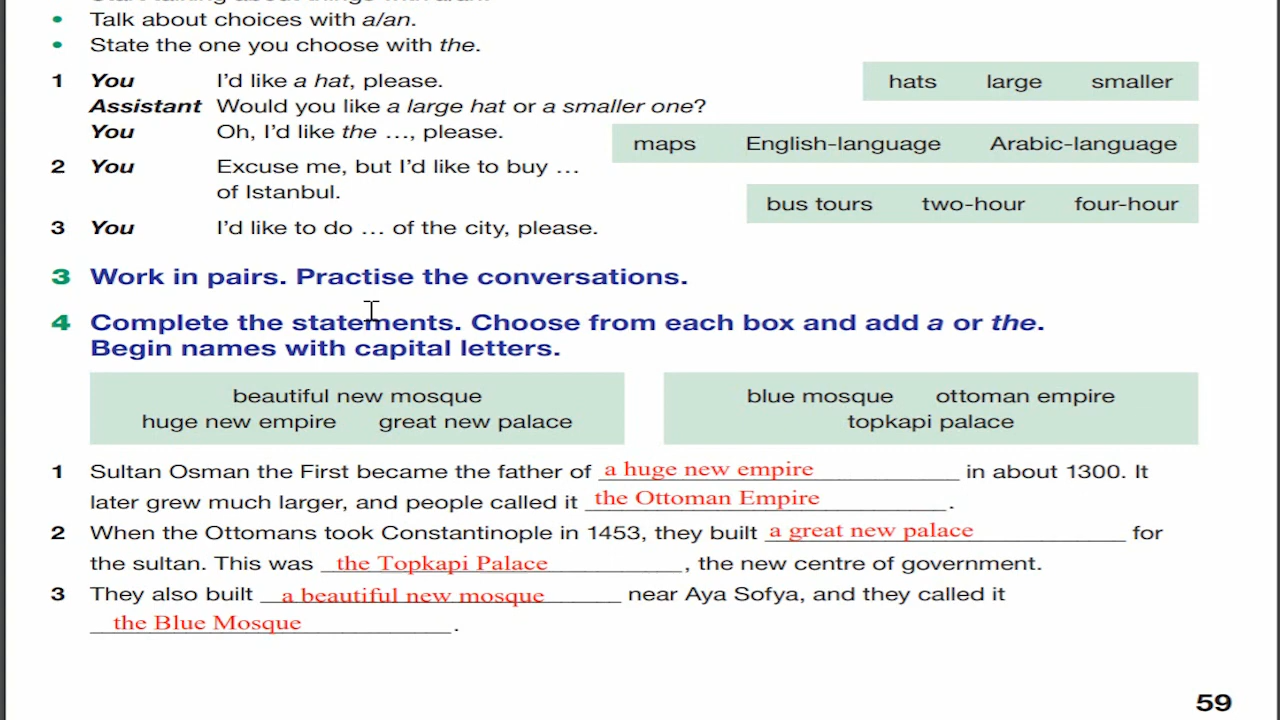 • Talk about choices with a/an.
• State the one you choose with the.
1 You I'd like a hat, please.
hats large smaller
Assistant Would you like a large hat or a smaller one?
You Oh, I'd like the …, please.
maps English-language Arabic-language
2 You Excuse me, but I'd like to buy …
of Istanbul.
bus tours two-hour four-hour
3 You I'd like to do … of the city, please.
3 Work in pairs. Practise the conversations.
4 Complete the statements. Choose from each box and add a or the.
Begin names with capital letters.
beautiful new mosque
huge new empire great new palace
blue mosque ottoman empire
topkapi palace
1 Sultan Osman the First became the father of a huge new empire in about 1300. It
later grew much larger, and people called it the Ottoman Empire.
2 When the Ottomans took Constantinople in 1453, they built a great new palace for
the sultan. This was the Topkapi Palace, the new centre of government.
3 They also built a beautiful new mosque near Aya Sofya, and they called it
the Blue Mosque.
59